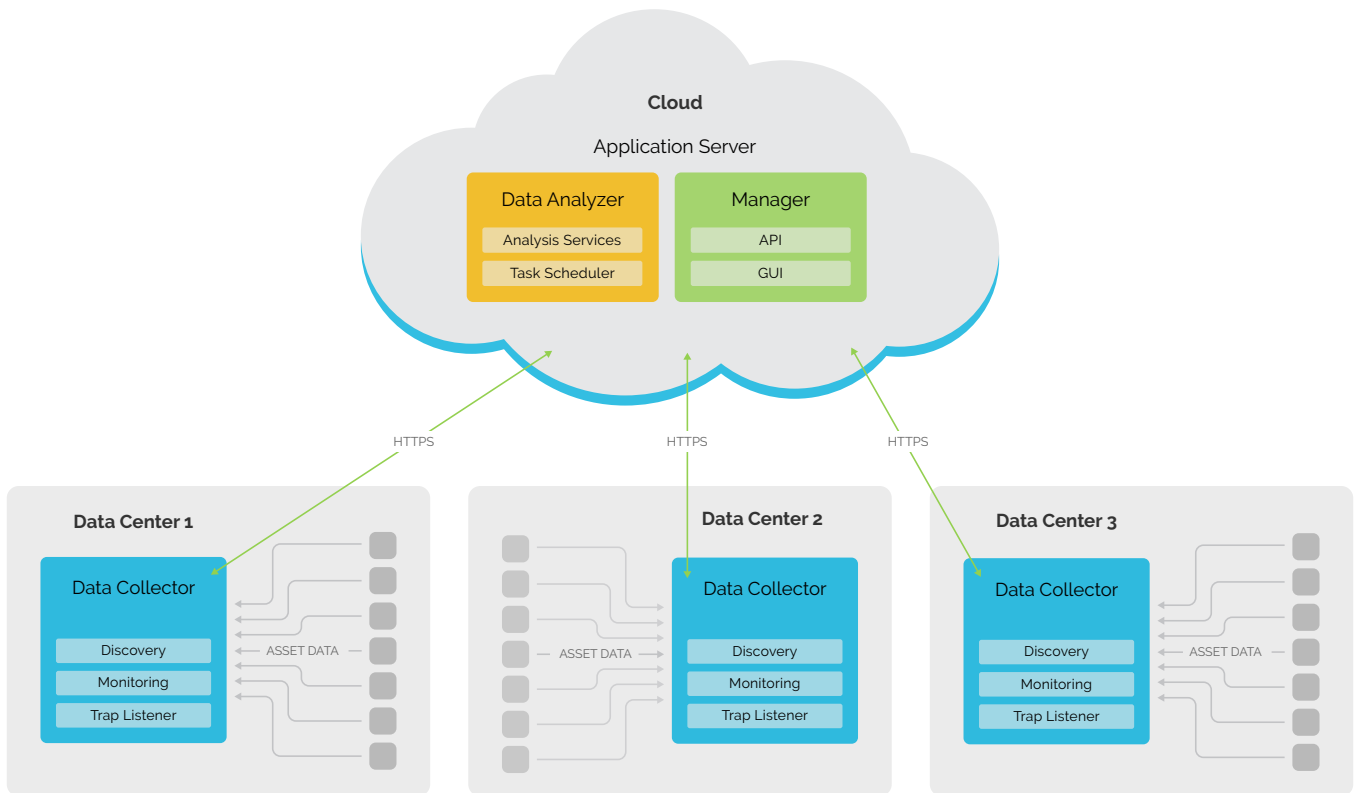 Cloud
Application Server
Data Analyzer
Analysis Services
Task Scheduler
Manager
API
GUI
HTTPS
HTTPS
HTTPS
Data Center 1
Data Collector
Discovery
Monitoring
Trap Listener
ASSET DATA
Data Center 2
ASSET DATA
Data Collector
Discovery
Monitoring
Trap Listener
Data Center 3
Data Collector
Discovery
Monitoring
Trap Listener
ASSET DATA